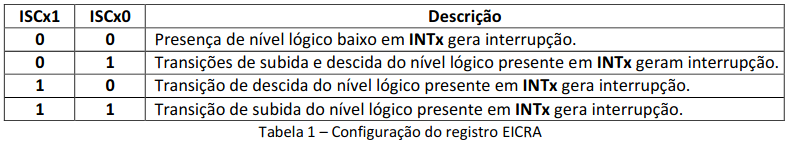 ISCx1 ISCx0 Descrição
0 0 Presença de nível lógico baixo em INTx gera interrupção.
0 1 Transições de subida e descida do nível lógico presente em INTx geram interrupção.
1 0 Transição de descida do nível lógico presente em INTx gera interrupção.
1 1 Transição de subida do nível lógico presente em INTx gera interrupção.
Tabela 1 – Configuração do registro EICRA